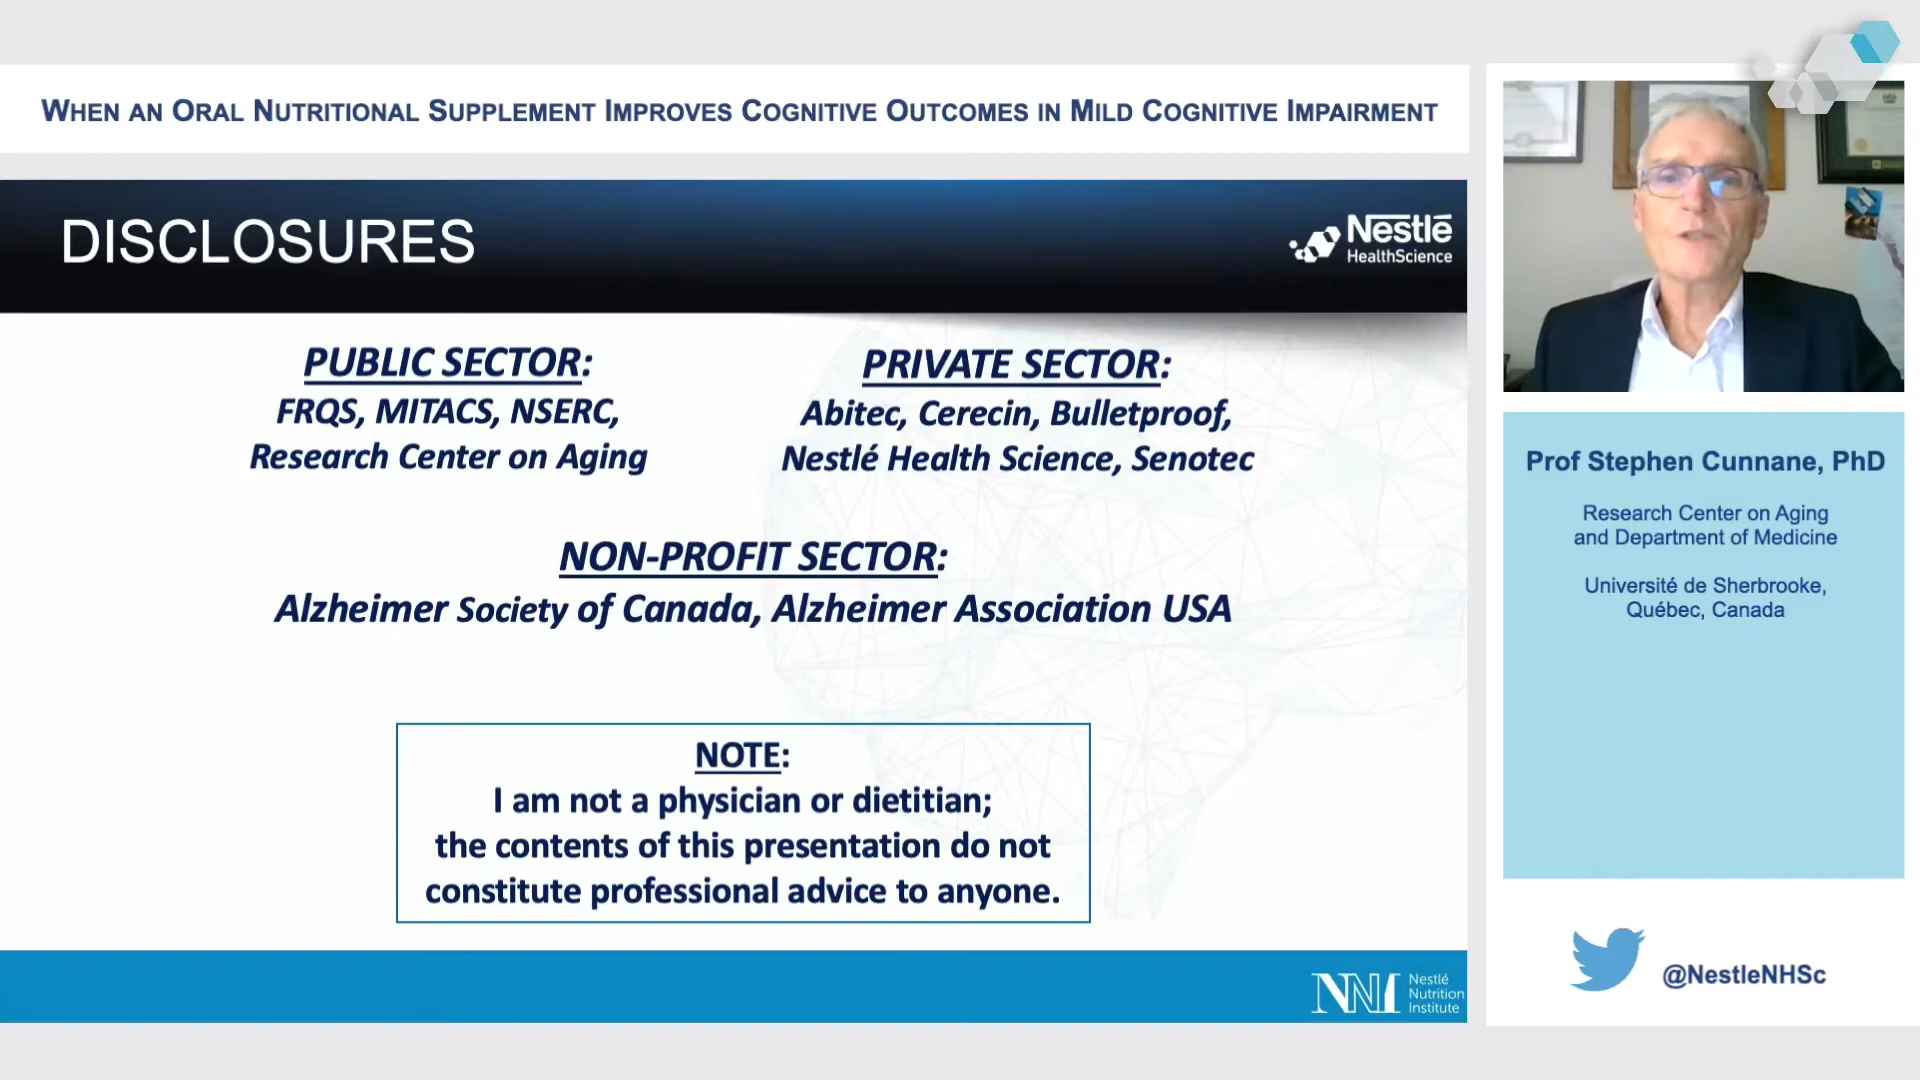 WHEN AN ORAL NUTRITIONAL SUPPLEMENT IMPROVES COGNITIVE OUTCOMES IN MILD COGNITIVE IMPAIRMENT
DISCLOSURES
Nestlé
HealthScience
PUBLIC SECTOR:
FRQS, MITACS, NSERC,
Research Center on Aging
PRIVATE SECTOR:
Abitec, Cerecin, Bulletproof,
Nestlé Health Science, Senotec
NON-PROFIT SECTOR:
Alzheimer Society of Canada, Alzheimer Association USA
NOTE:
I am not a physician or dietitian;
the contents of this presentation do not
constitute professional advice to anyone.
NNI
Nestlé
Nutrition
Institute
Prof Stephen Cunnane, PhD
Research Center on Aging
and Department of Medicine
Université de Sherbrooke,
Québec, Canada
@NestleNHSc